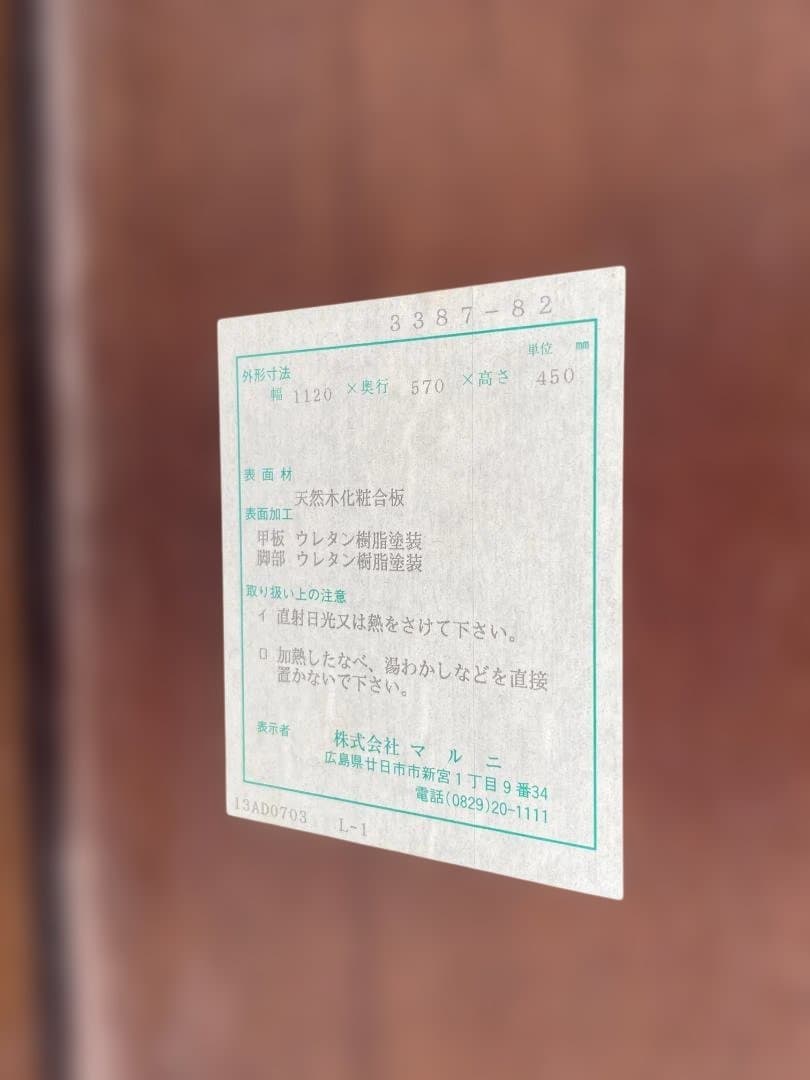 3387-82
単位 mm
外形寸法
幅 1120 ×奥行 570 ×高さ 450
表面材
天然木化粧合板
表面加工
甲板 ウレタン樹脂塗装
脚部 ウレタン樹脂塗装
取り扱い上の注意
イ 直射日光又は熱をさけて下さい。
ロ 加熱したなべ、湯わかしなどを直接
置かないで下さい。
表示者
株式会社 マルニ
広島県廿日市市新宮1丁目9番34
電話(0829)20-1111
13AD0703 L-1